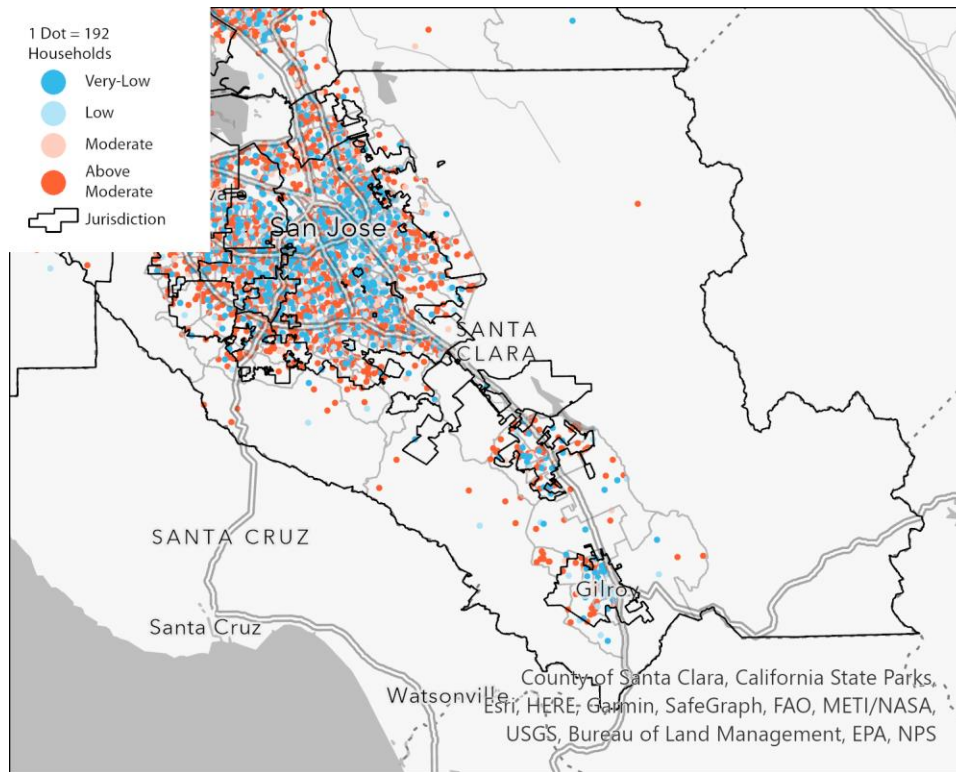 1 Dot = 192
Households
Very-Low
Low
Moderate
Above
Moderate
Jurisdiction
San Jose
SANTA
CLARA
SANTA CRUZ
Gilroy
Santa Cruz
Watsonville
County of Santa Clara, California State Parks,
Esri, HERE, Garmin, SafeGraph, FAO, METI/NASA,
USGS, Bureau of Land Management, EPA, NPS